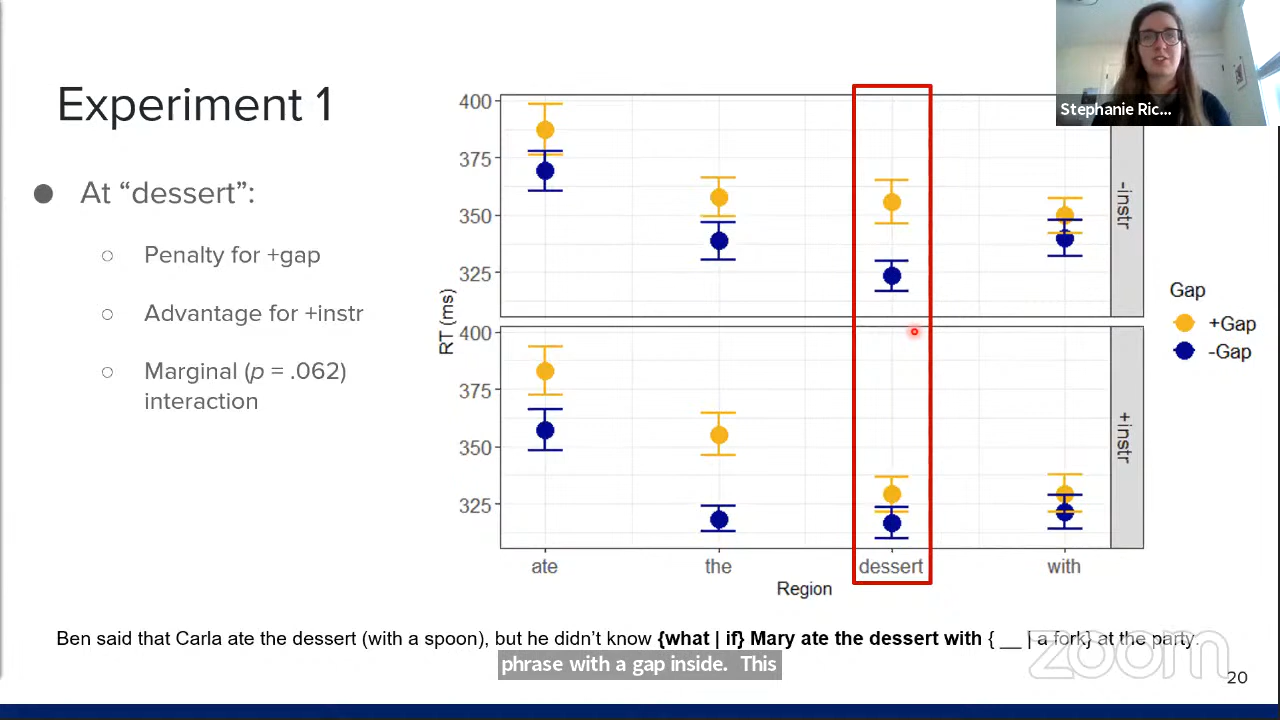 Experiment 1
● At “dessert”:
○ Penalty for +gap
○ Advantage for +instr
○ Marginal (p = .062)
interaction
RT (ms)
400
375
350
325
-instr
400
375
350
325
+instr
ate the dessert with
Region
Gap
+Gap
-Gap
Stephanie Ric...
Ben said that Carla ate the dessert (with a spoon), but he didn’t know {what | if} Mary ate the dessert with { __ | a fork} at the party.
phrase with a gap inside. This
zoom
20